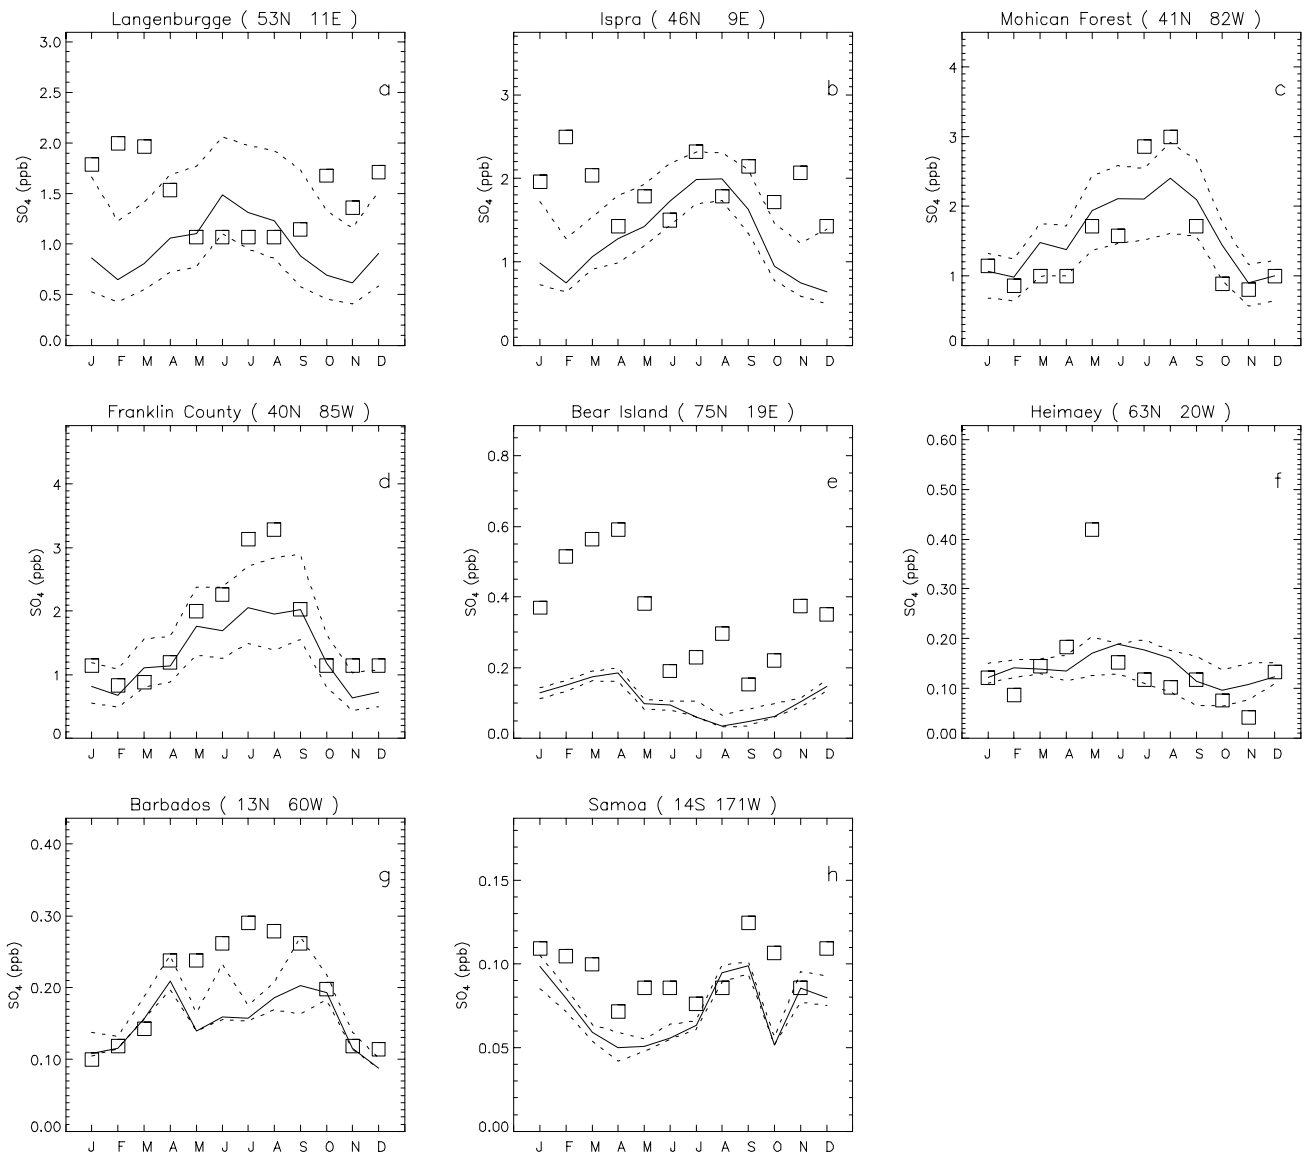 Langenburgge ( 53N 11E )
SO4 (ppb)
3.0
2.5
2.0
1.5
1.0
0.5
0.0
a
J F M A M J J A S O N D
Ispra ( 46N 9E )
SO4 (ppb)
3
2
1
0
b
J F M A M J J A S O N D
Mohican Forest ( 41N 82W )
SO4 (ppb)
4
3
2
1
0
c
J F M A M J J A S O N D
Franklin County ( 40N 85W )
SO4 (ppb)
4
3
2
1
0
d
J F M A M J J A S O N D
Bear Island ( 75N 19E )
SO4 (ppb)
0.8
0.6
0.4
0.2
0.0
e
J F M A M J J A S O N D
Heimaey ( 63N 20W )
SO4 (ppb)
0.60
0.50
0.40
0.30
0.20
0.10
0.00
f
J F M A M J J A S O N D
Barbados ( 13N 60W )
SO4 (ppb)
0.40
0.30
0.20
0.10
0.00
g
J F M A M J J A S O N D
Samoa ( 14S 171W )
SO4 (ppb)
0.15
0.10
0.05
0.00
h
J F M A M J J A S O N D